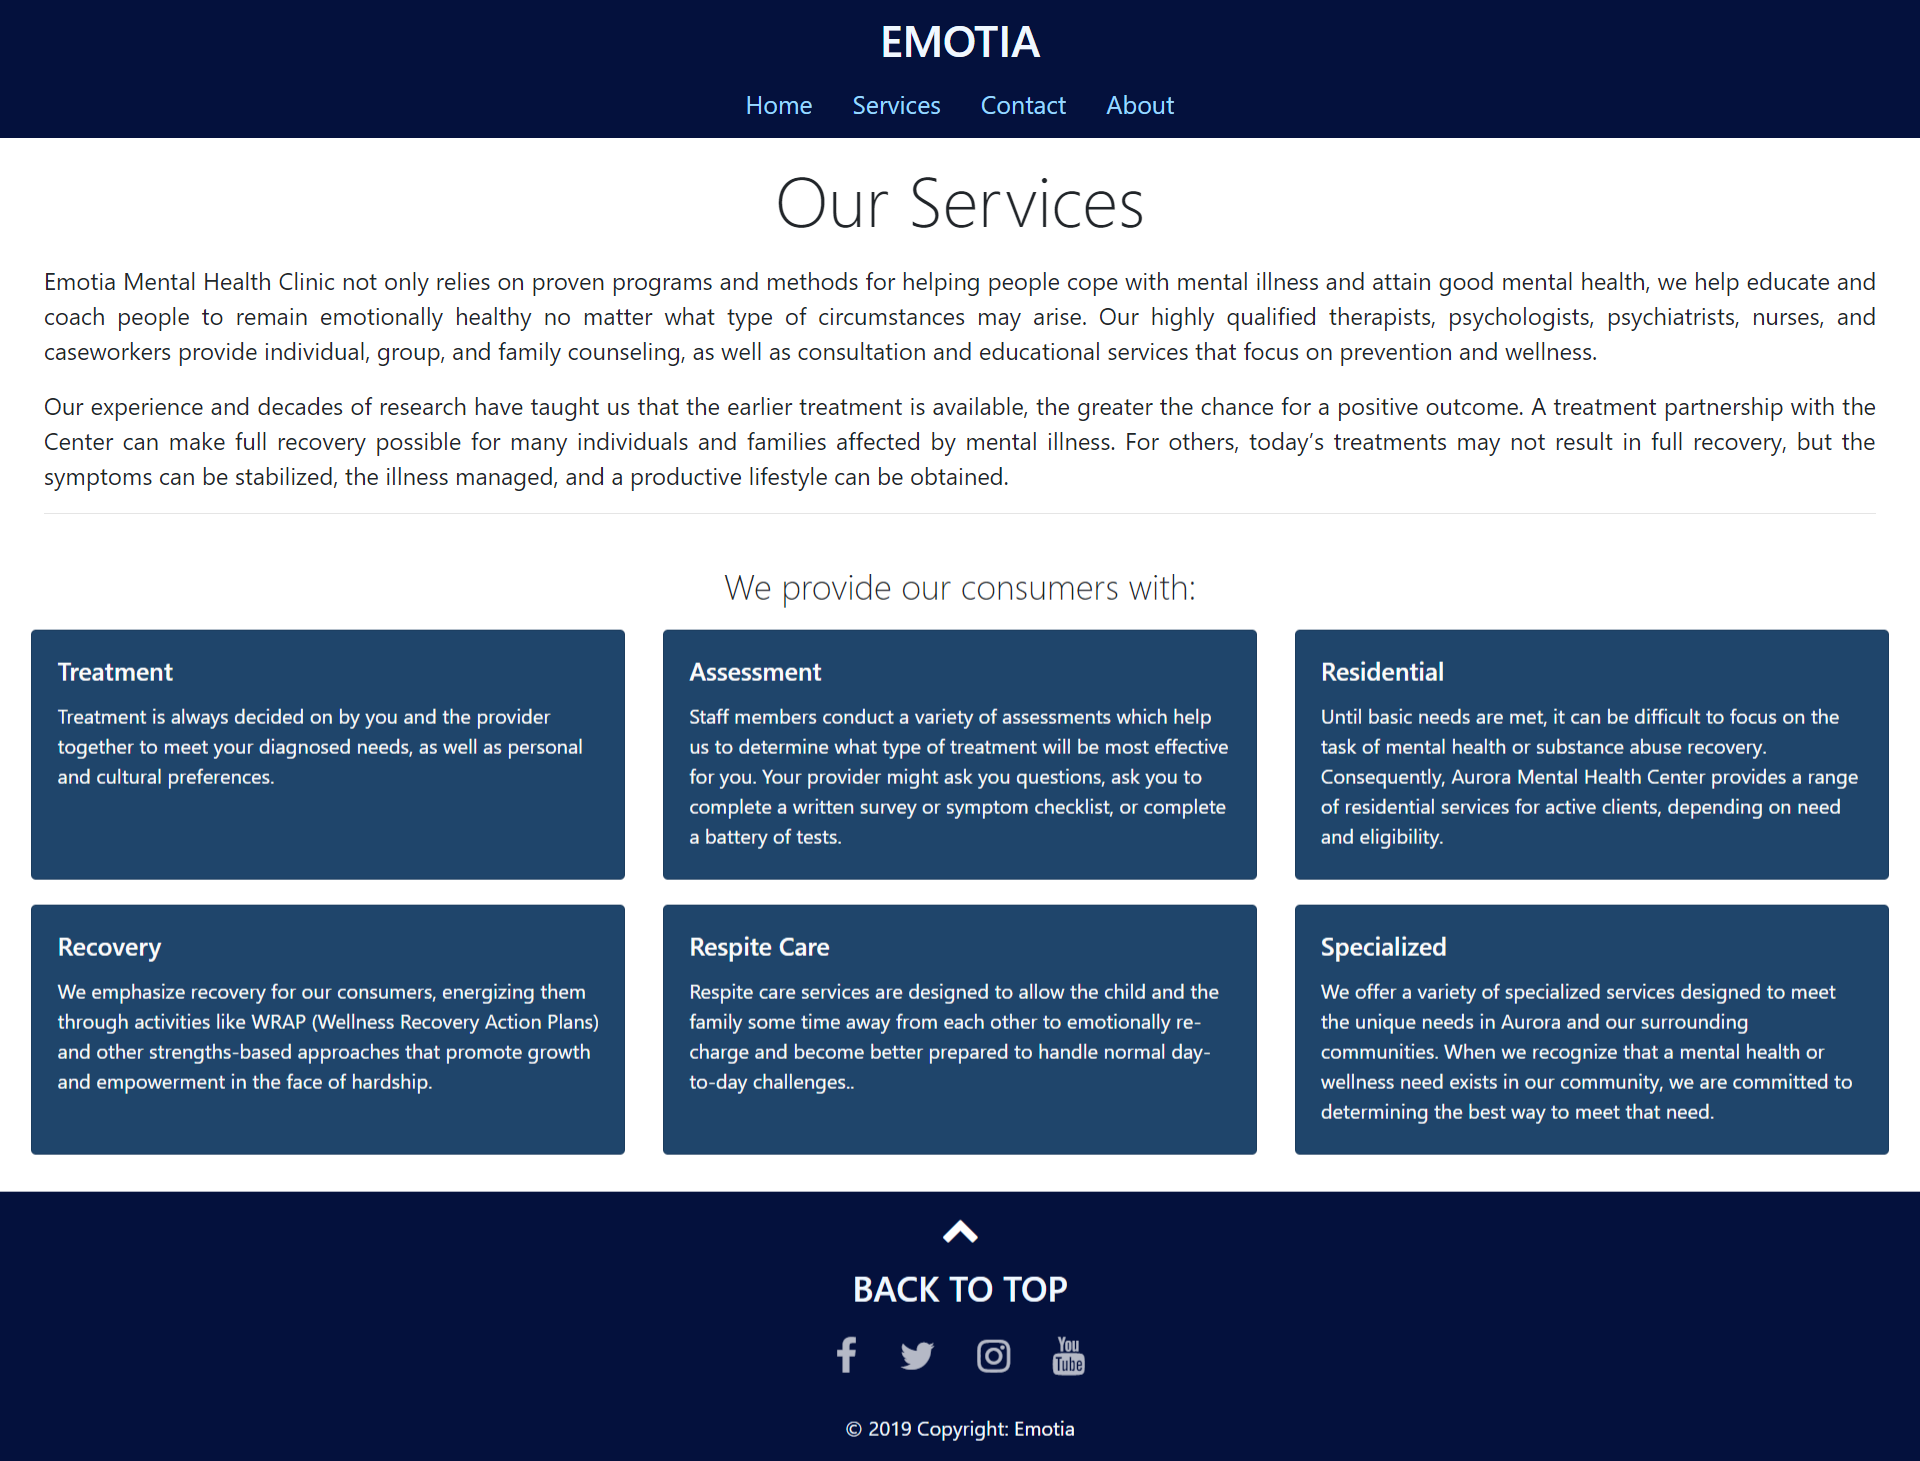 EMOTIA
Home Services Contact About
Our Services
Emotia Mental Health Clinic not only relies on proven programs and methods for helping people cope with mental illness and attain good mental health, we help educate and
coach people to remain emotionally healthy no matter what type of circumstances may arise. Our highly qualified therapists, psychologists, psychiatrists, nurses, and
caseworkers provide individual, group, and family counseling, as well as consultation and educational services that focus on prevention and wellness.
Our experience and decades of research have taught us that the earlier treatment is available, the greater the chance for a positive outcome. A treatment partnership with the
Center can make full recovery possible for many individuals and families affected by mental illness. For others, today’s treatments may not result in full recovery, but the
symptoms can be stabilized, the illness managed, and a productive lifestyle can be obtained.
We provide our consumers with:
Treatment
Treatment is always decided on by you and the provider
together to meet your diagnosed needs, as well as personal
and cultural preferences.
Assessment
Staff members conduct a variety of assessments which help
us to determine what type of treatment will be most effective
for you. Your provider might ask you questions, ask you to
complete a written survey or symptom checklist, or complete
a battery of tests.
Residential
Until basic needs are met, it can be difficult to focus on the
task of mental health or substance abuse recovery.
Consequently, Aurora Mental Health Center provides a range
of residential services for active clients, depending on need
and eligibility.
Recovery
We emphasize recovery for our consumers, energizing them
through activities like WRAP (Wellness Recovery Action Plans)
and other strengths-based approaches that promote growth
and empowerment in the face of hardship.
Respite Care
Respite care services are designed to allow the child and the
family some time away from each other to emotionally re-
charge and become better prepared to handle normal day-
to-day challenges..
Specialized
We offer a variety of specialized services designed to meet
the unique needs in Aurora and our surrounding
communities. When we recognize that a mental health or
wellness need exists in our community, we are committed to
determining the best way to meet that need.
BACK TO TOP
You
Tube
© 2019 Copyright: Emotia